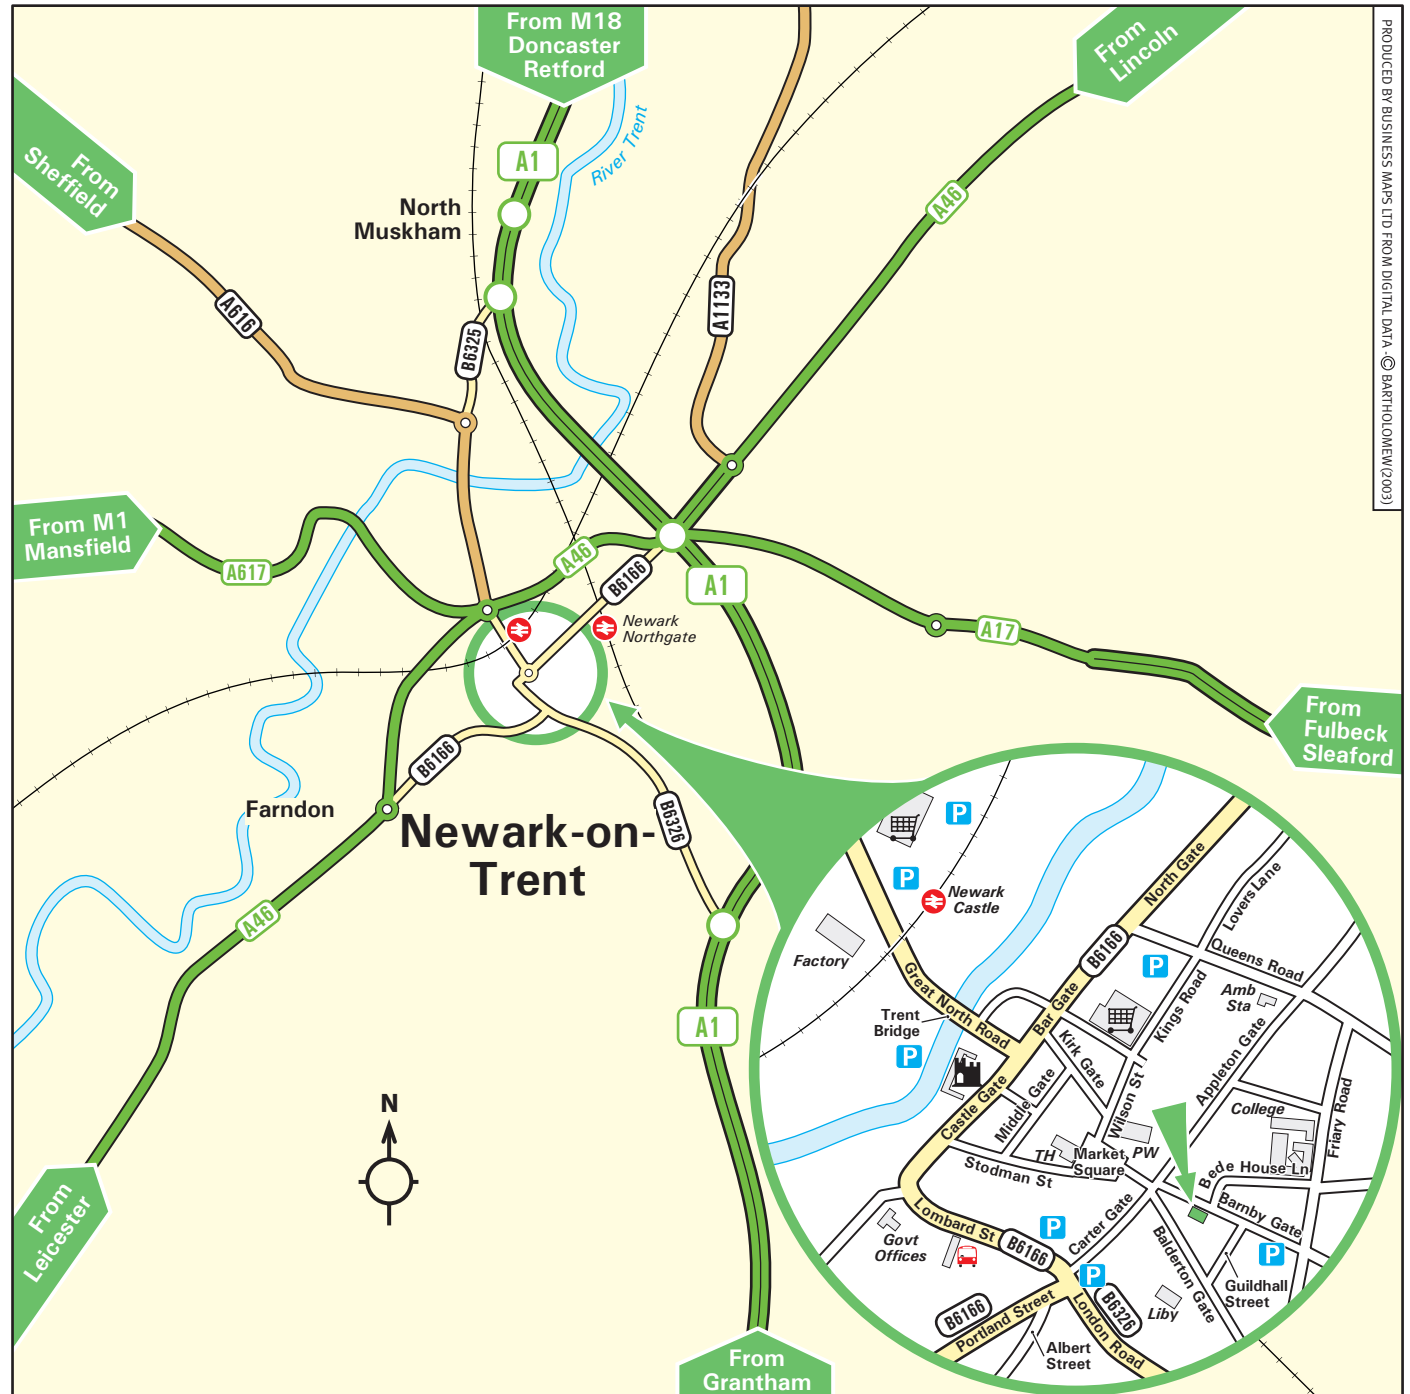 From M18
Doncaster
Retford
From
Lincoln
From
Sheffield
A1
River Trent
North
Muskham
A46
A616
B6325
A1133
From M1
Mansfield
A617
A46
B6166
A1
Newark
Northgate
A17
From
Fulbeck
Sleaford
B6166
Farndon
Newark-on-
Trent
B6326
A46
A1
N
From
Leicester
From
Grantham
PRODUCED BY BUSINESS MAPS LTD FROM DIGITAL DATA - © BARTHOLOMEW(2003)
P
P
Newark
Castle
Factory
North Gate
Lovers Lane
B6166
Queens Road
P
Great North Road
Trent
Bridge
P
Bar Gate
Kings Road
Amb
Sta
Kirk Gate
Appleton Gate
Castle Gate
Middle Gate
Wilson St
College
Friary Road
TH
Market
Square
PW
Stodman St
Bede House Ln
Barnby Gate
Lombard St
Govt
Offices
B6166
P
Carter Gate
Balderton Gate
P
P
Guildhall
Street
B6166
Portland Street
B6326
London Road
Liby
Albert
Street